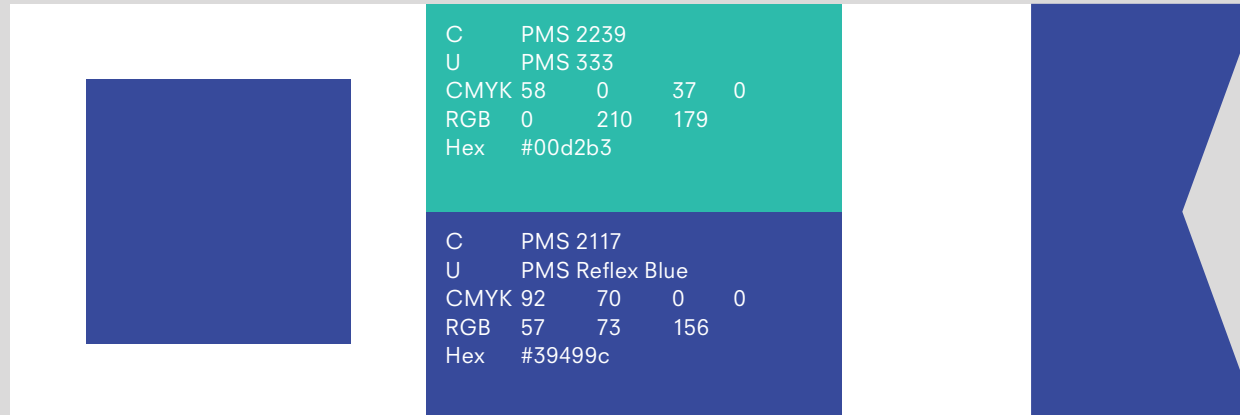 C PMS 2239
U PMS 333
CMYK 58 0 37 0
RGB 0 210 179
Hex #00d2b3
C PMS 2117
U PMS Reflex Blue
CMYK 92 70 0 0
RGB 57 73 156
Hex #39499c